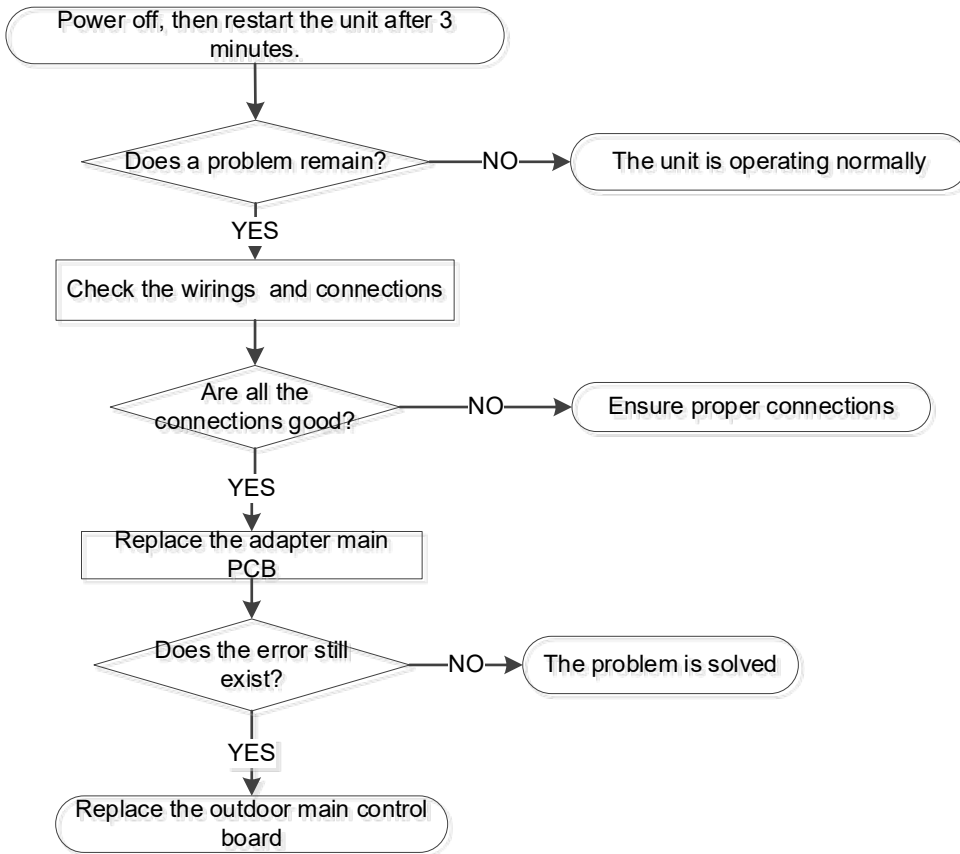 Power off, then restart the unit after 3
minutes.
Does a problem remain?
NO
The unit is operating normally
YES
Check the wirings  and connections
Are all the
connections good?
NO
Ensure proper connections
YES
Replace the adapter main
PCB
Does the error still
exist?
NO
The problem is solved
YES
Replace the outdoor main control
board